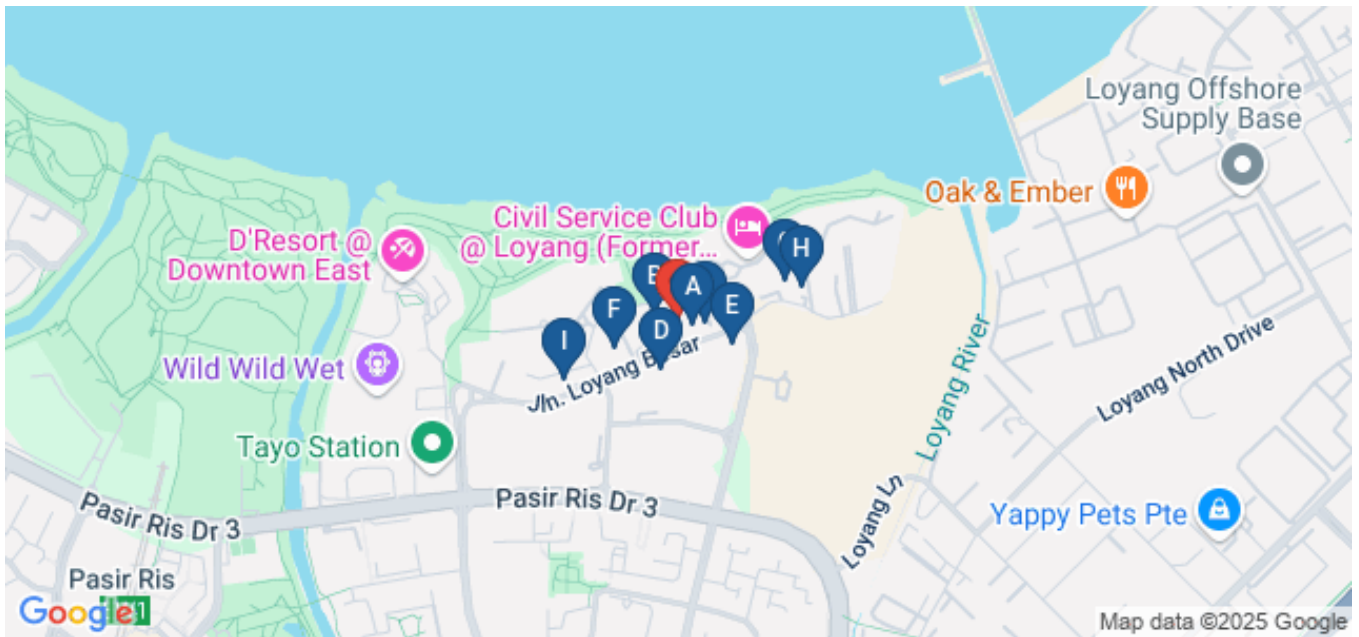 Loyang Offshore
Supply Base
Oak & Ember
Civil Service Club
@ Loyang (Former...
D'Resort @
Downtown East
H
B
A
E
F
D
I
Jln. Loyang
Wild Wild Wet
Loyang River
Loyang North Drive
Tayo Station
Pasir Ris Dr 3
Pasir Ris Dr 3
Loyang Ln
Yappy Pets Pte
Pasir Ris
Google
Map data ©2025 Google